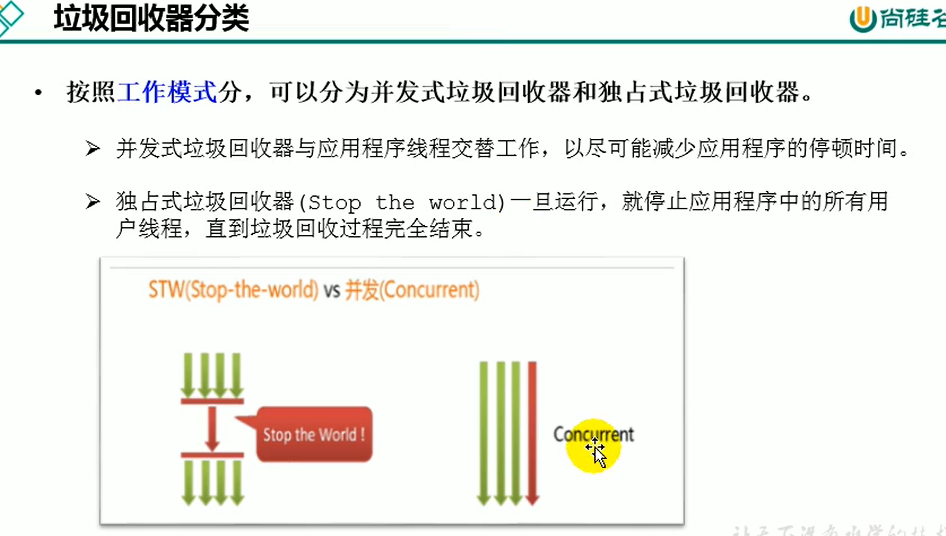 垃圾回收器分类
尚硅谷
• 按照工作模式分，可以分为并发式垃圾回收器和独占式垃圾回收器。
➢ 并发式垃圾回收器与应用程序线程交替工作，以尽可能减少应用程序的停顿时间。
➢ 独占式垃圾回收器(Stop the world)一旦运行，就停止应用程序中的所有用
户线程，直到垃圾回收过程完全结束。
STW(Stop-the-world) vs 并发(Concurrent)
Stop the World !
Concurrent